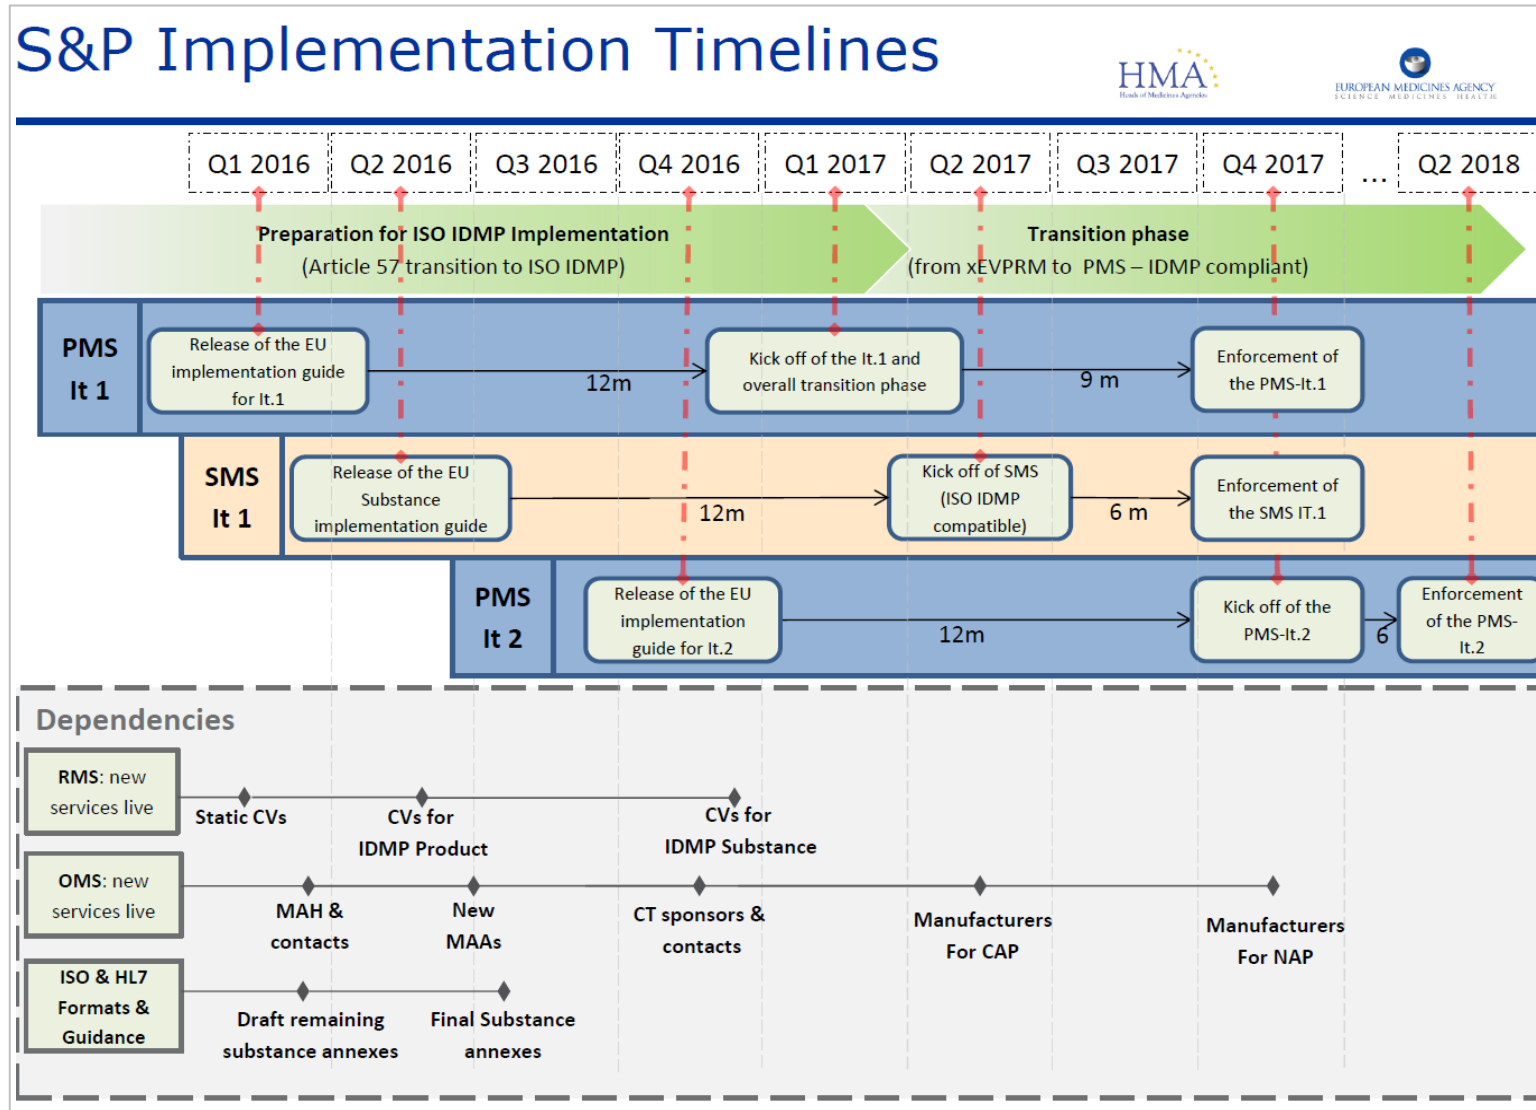 S&P Implementation Timelines
HMA
Heads of Medicines Agencies
EUROPEAN MEDICINES AGENCY
SCIENCE MEDICINES HEALTH
Q1 2016
Q2 2016
Q3 2016
Q4 2016
Q1 2017
Q2 2017
Q3 2017
Q4 2017
...
Q2 2018
Preparation for ISO IDMP Implementation
(Article 57 transition to ISO IDMP)
Transition phase
(from xEVPRM to PMS – IDMP compliant)
PMS
It 1
Release of the EU
implementation guide
for It.1
12m
Kick off of the It.1 and
overall transition phase
9 m
Enforcement of
the PMS-It.1
SMS
It 1
Release of the EU
Substance
implementation guide
12m
Kick off of SMS
(ISO IDMP
compatible)
6 m
Enforcement of
the SMS IT.1
PMS
It 2
Release of the EU
implementation
guide for It.2
12m
Kick off of the
PMS-It.2
6
Enforcement
of the PMS-
It.2
Dependencies
RMS: new
services live
Static CVs
CVs for
IDMP Product
CVs for
IDMP Substance
OMS: new
services live
MAH &
contacts
New
MAAs
CT sponsors &
contacts
Manufacturers
For CAP
Manufacturers
For NAP
ISO & HL7
Formats &
Guidance
Draft remaining
substance annexes
Final Substance
annexes